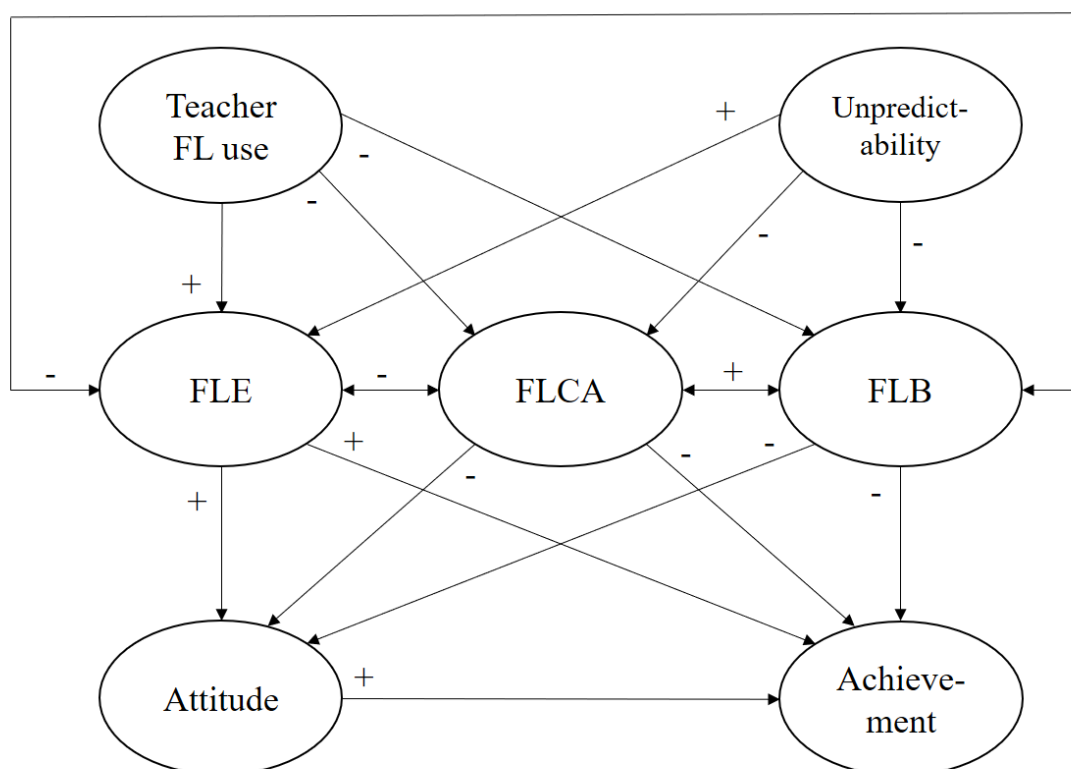 Teacher
FL use
Unpredict-
ability
+
-
-
-
-
+
-
FLE
-
FLCA
+
FLB
+
-
-
-
+
-
Attitude
+
Achieve-
ment